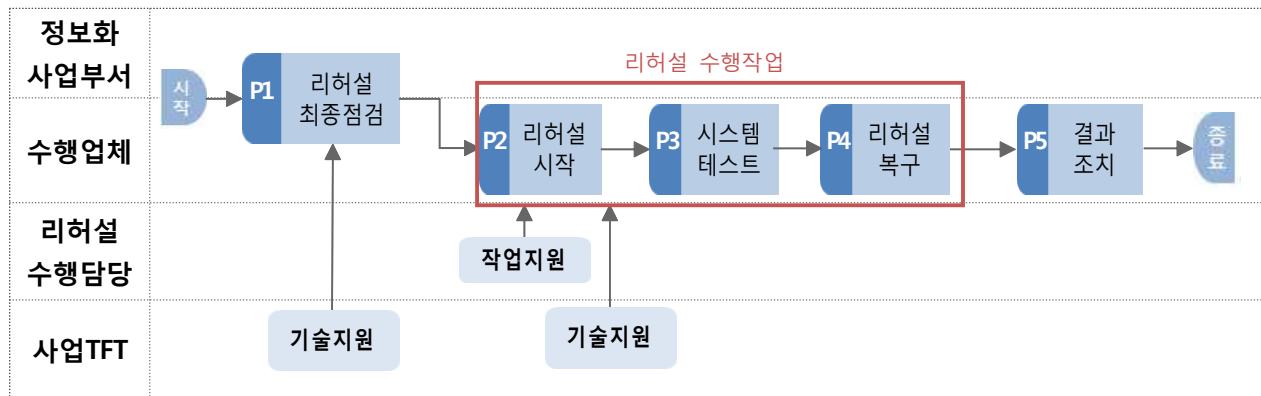 정보화
사업부서
시
작
P1
리허설
최종점검
리허설 수행작업
수행업체
P2
리허설
시작
P3
시스템
테스트
P4
리허설
복구
P5
결과
조치
종
료
리허설
수행담당
작업지원
사업TFT
기술지원
기술지원